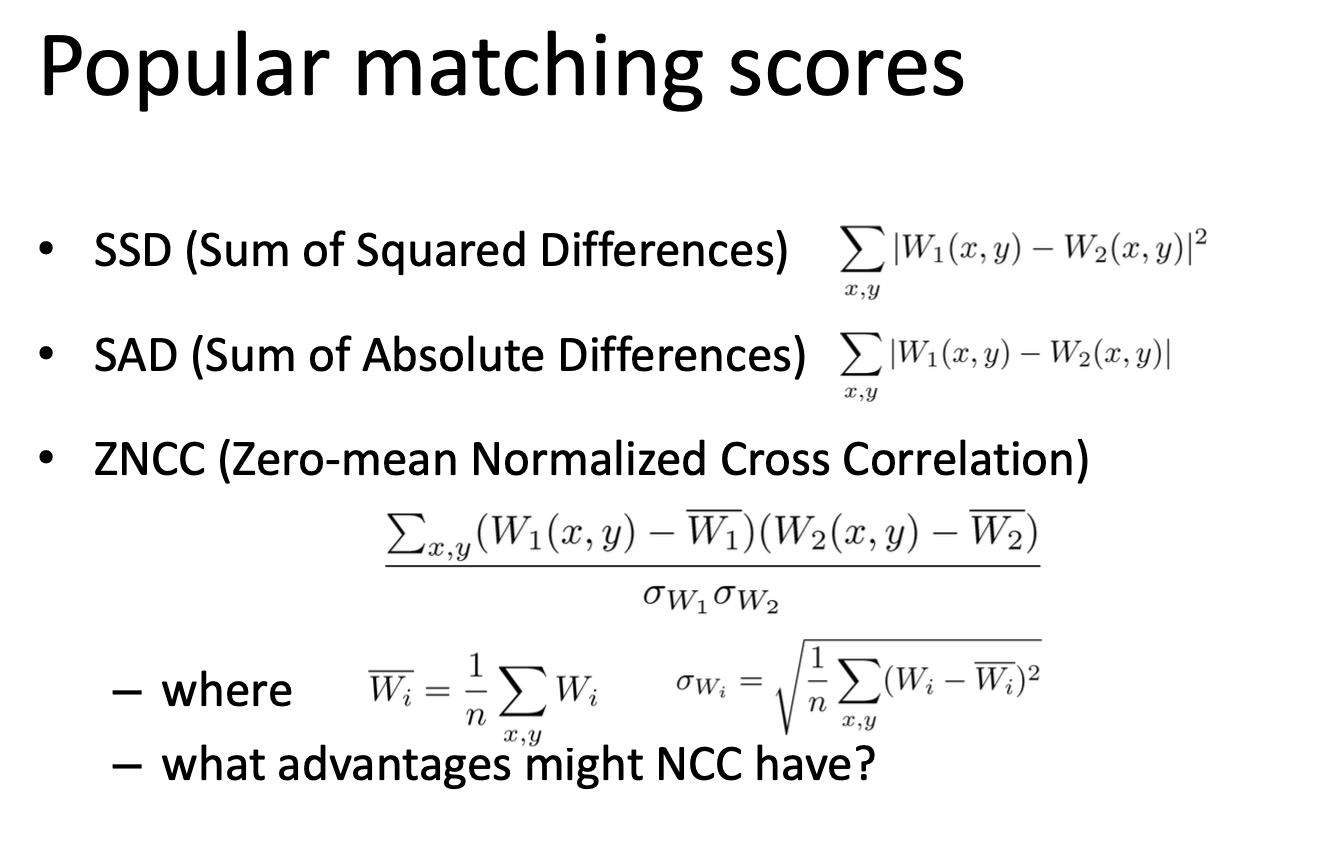 Popular matching scores
• SSD (Sum of Squared Differences) $\sum_{x,y} |W_1(x,y) - W_2(x,y)|^2$
• SAD (Sum of Absolute Differences) $\sum_{x,y} |W_1(x,y) - W_2(x,y)|$
• ZNCC (Zero-mean Normalized Cross Correlation)
$\frac{\sum_{x,y}(W_1(x,y) - \overline{W_1})(W_2(x,y) - \overline{W_2})}{\sigma_{W_1}\sigma_{W_2}}$
– where $\overline{W_i} = \frac{1}{n}\sum_{x,y} W_i$ $\sigma_{W_i} = \sqrt{\frac{1}{n}\sum_{x,y}(W_i - \overline{W_i})^2}$
– what advantages might NCC have?